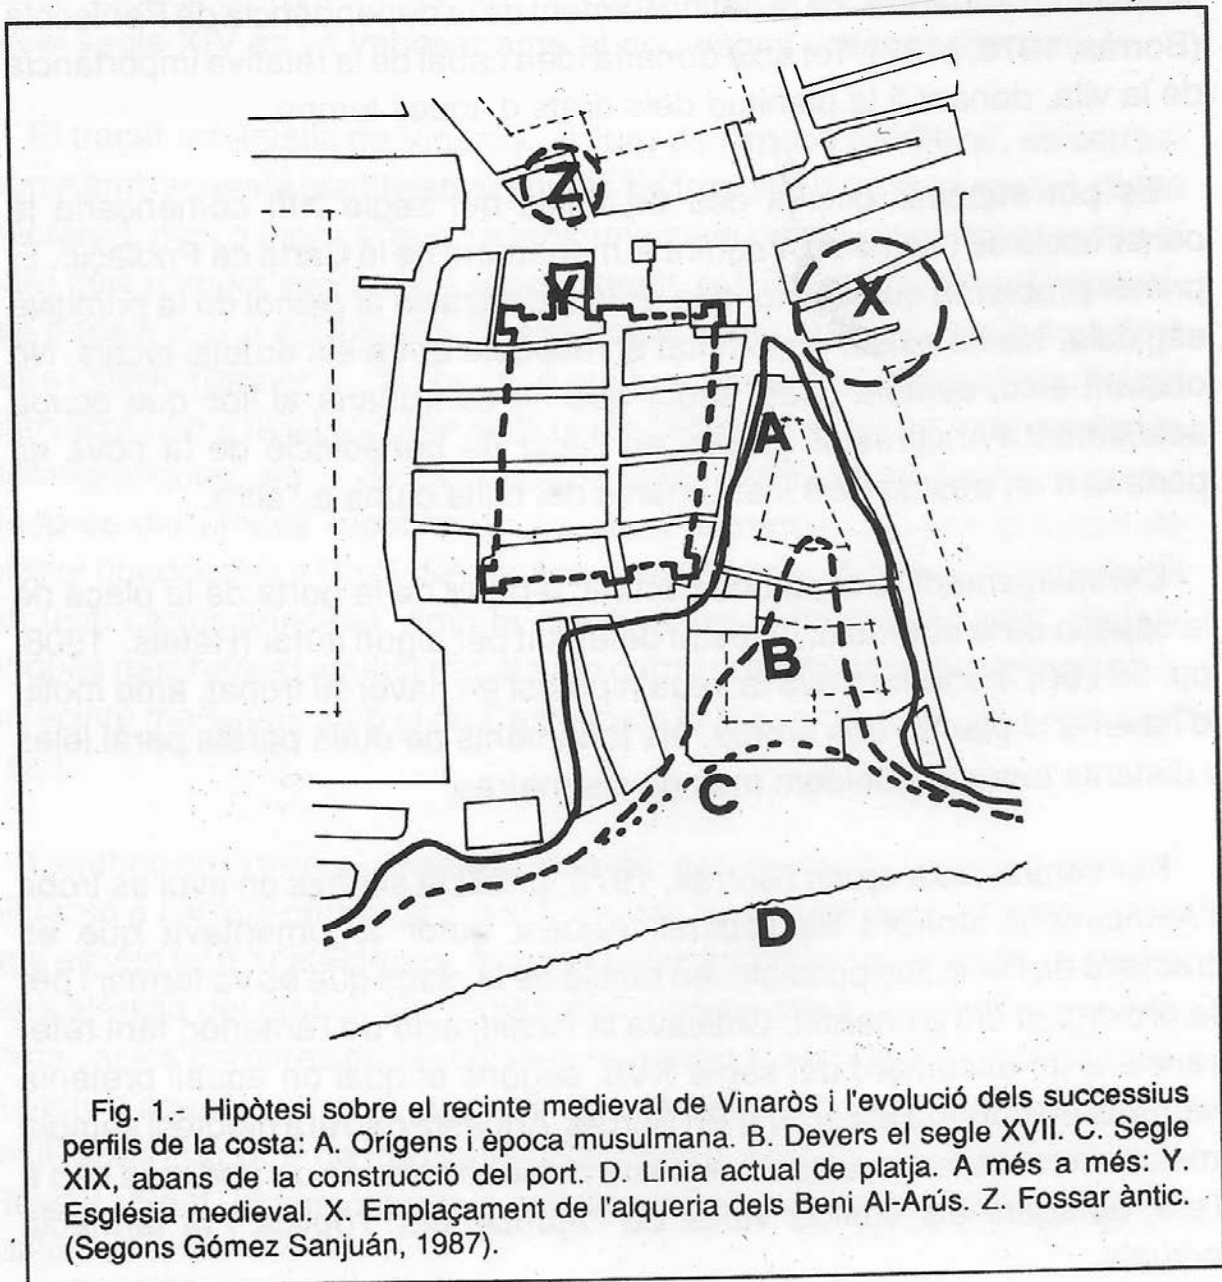 Z
Y
X
A
B
C
D
Fig. 1.- Hipòtesi sobre el recinte medieval de Vinaròs i l'evolució dels successius
perfils de la costa: A. Orígens i època musulmana. B. Devers el segle XVII. C. Segle
XIX abans de la construcció del port. D. Línia actual de platja. A més a més: Y.
Església medieval. X. Emplaçament de l'alqueria dels Beni Al-Arús. Z. Fossar àntic.
(Segons Gómez Sanjuán, 1987).